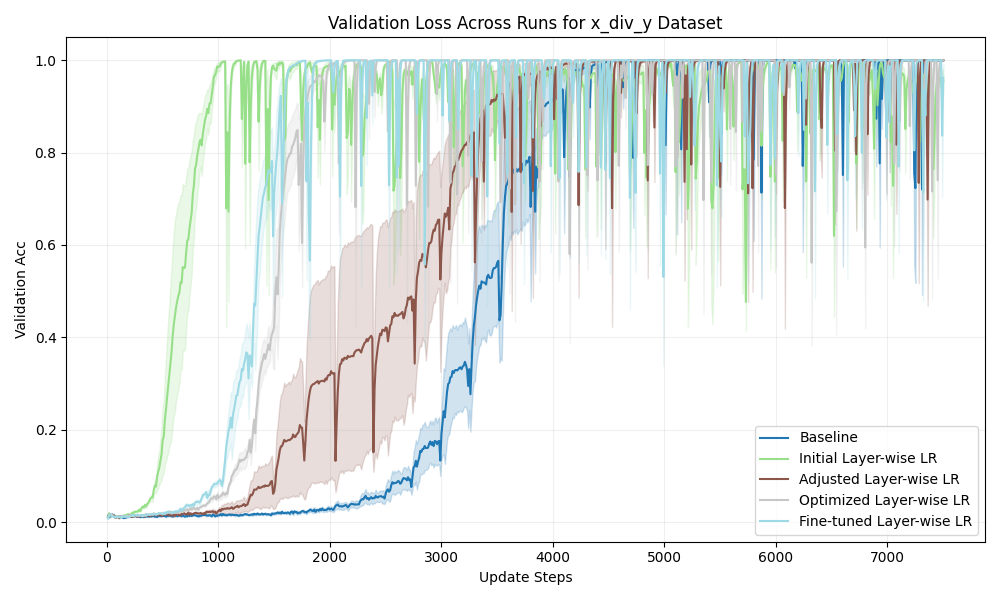 Validation Loss Across Runs for x_div_y Dataset
Validation Acc
1.0
0.8
0.6
0.4
0.2
0.0
0
1000
2000
3000
4000
5000
6000
7000
Update Steps
Baseline
Initial Layer-wise LR
Adjusted Layer-wise LR
Optimized Layer-wise LR
Fine-tuned Layer-wise LR